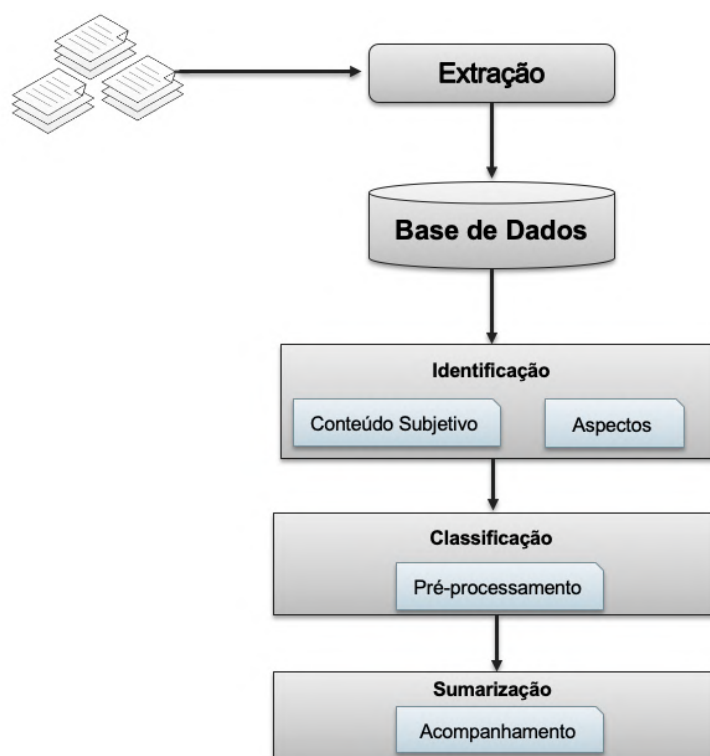 Extração
Base de Dados
Identificação
Conteúdo Subjetivo
Aspectos
Classificação
Pré-processamento
Sumarização
Acompanhamento